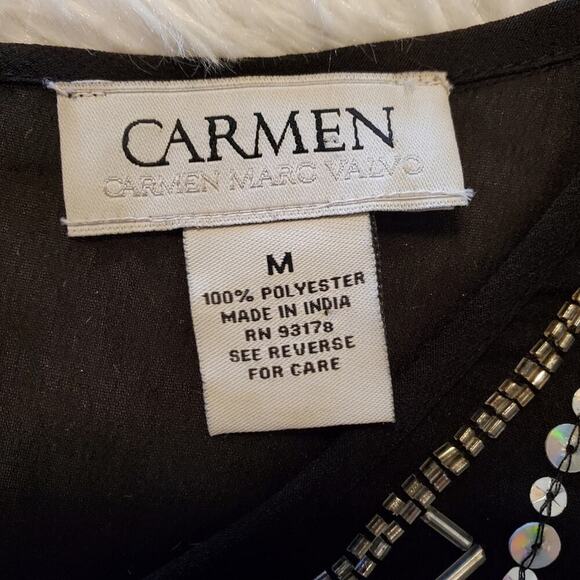 CARMEN
CARMEN MARC VALVO
M
100% POLYESTER
MADE IN INDIA
RN 93178
SEE REVERSE
FOR CARE